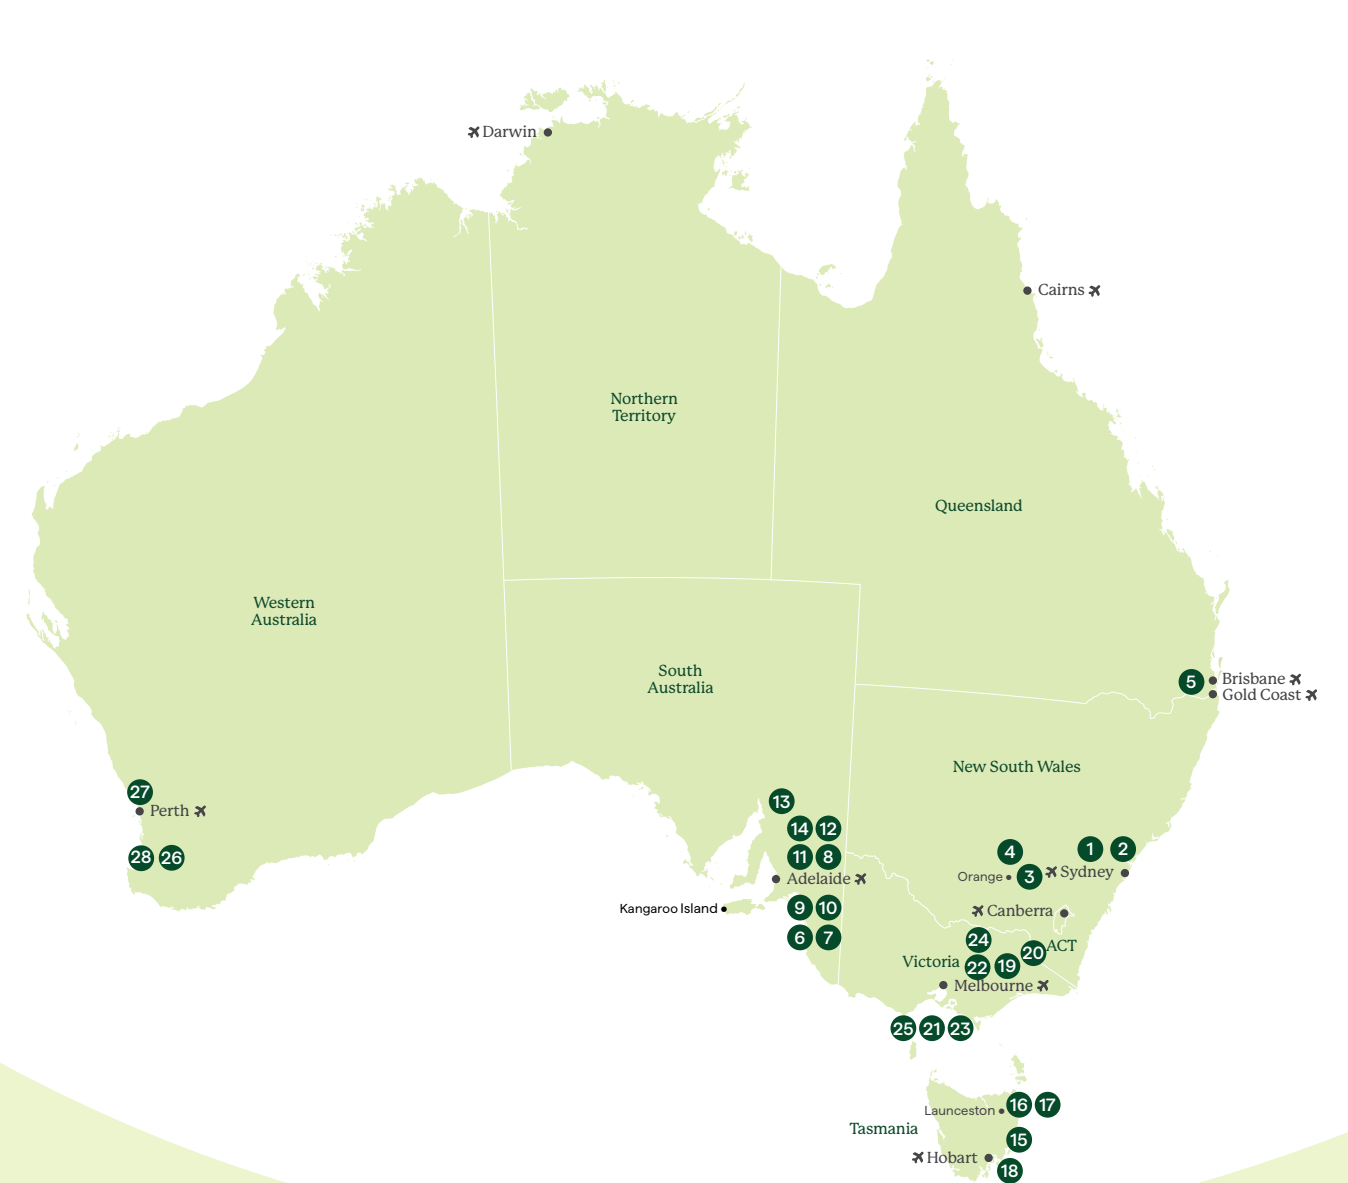 Darwin
Cairns
Northern
Territory
Queensland
Western
Australia
South
Australia
5
Brisbane
Gold Coast
New South Wales
27
Perth
28 26
13
14 12
11 8
Adelaide
Kangaroo Island
9 10
6 7
4
1 2
Orange
3
Sydney
Canberra
24
ACT
20
Victoria
22 19
Melbourne
25 21 23
Launceston
16 17
Tasmania
15
Hobart
18